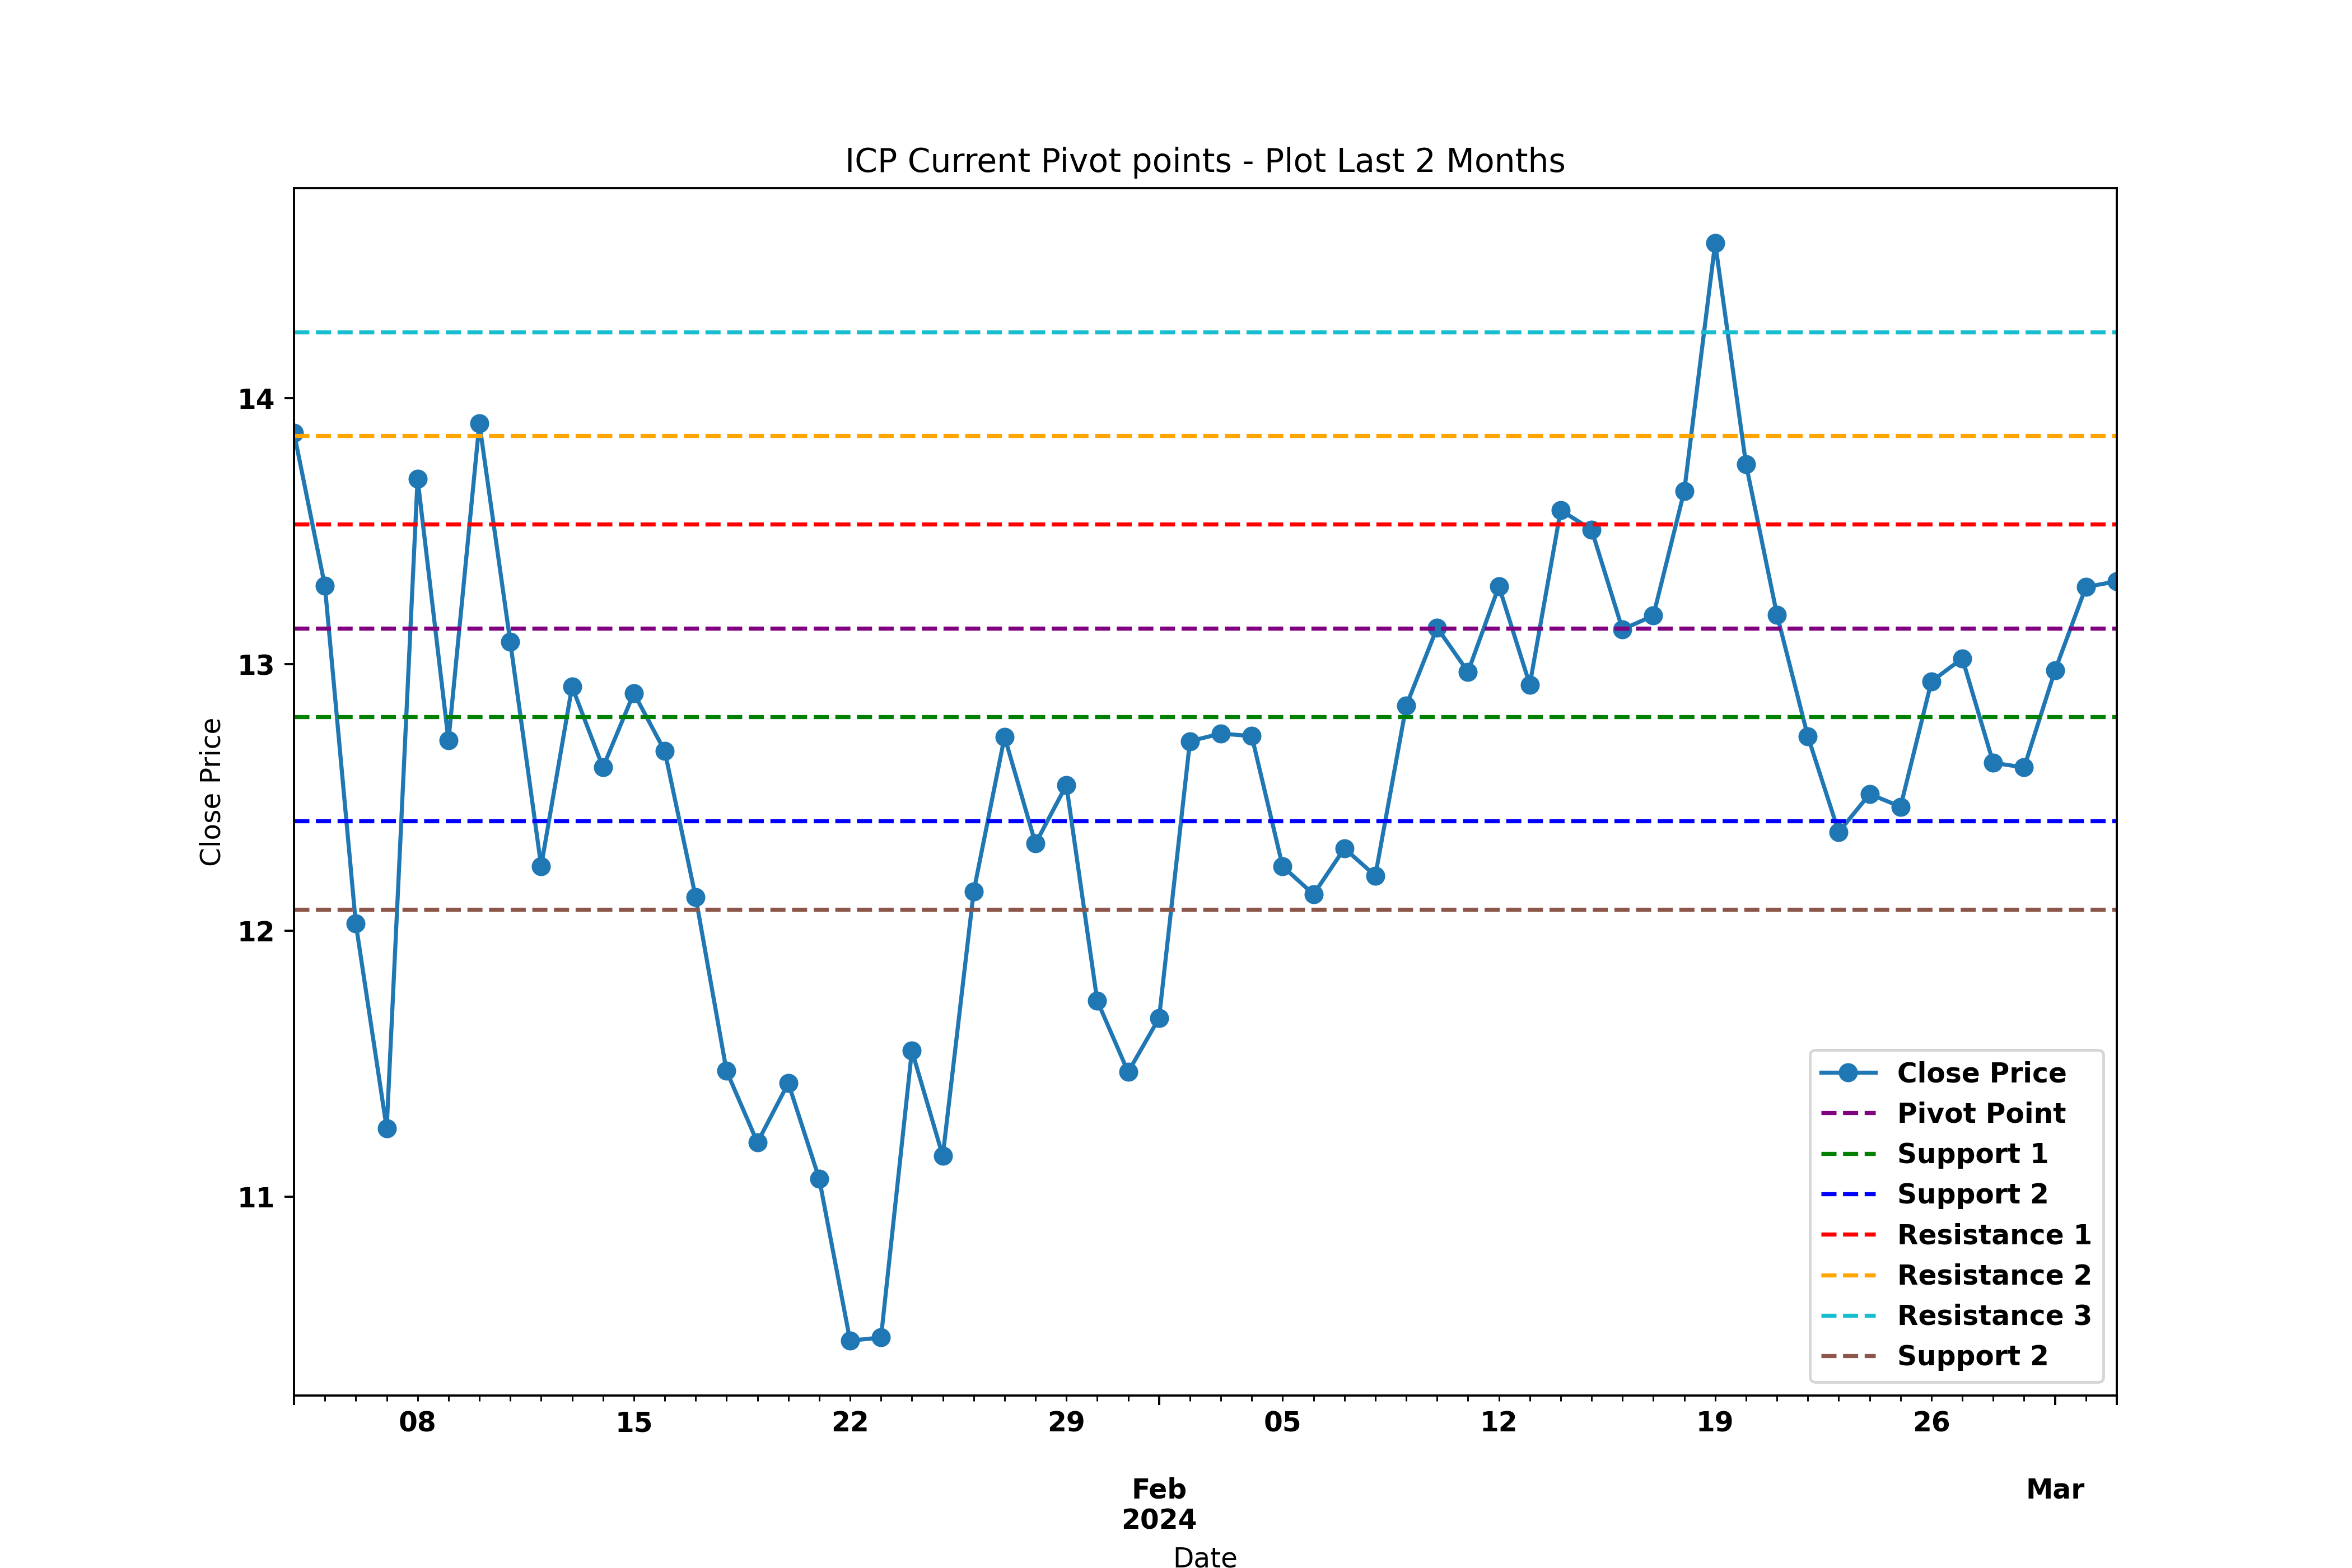 ICP Current Pivot points - Plot Last 2 Months
Close Price
14
13
12
11
Close Price
Pivot Point
Support 1
Support 2
Resistance 1
Resistance 2
Resistance 3
Support 2
08 15 22 29 05 12 19 26
Feb Mar
2024
Date